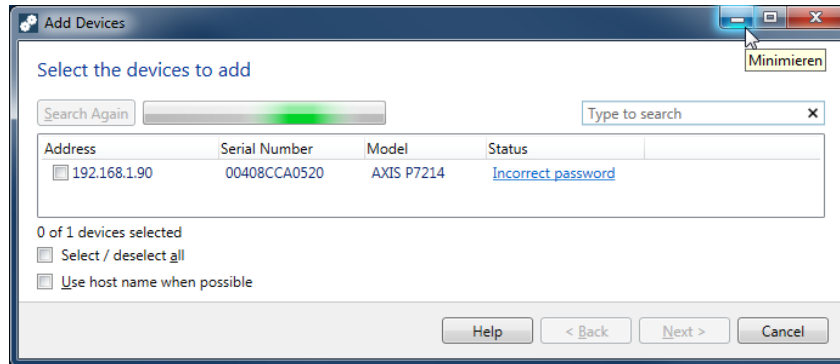 Add Devices
Minimieren
Select the devices to add
Search Again
Type to search
Address Serial Number Model Status
192.168.1.90 00408CCA0520 AXIS P7214 Incorrect password
0 of 1 devices selected
Select / deselect all
Use host name when possible
Help < Back Next > Cancel